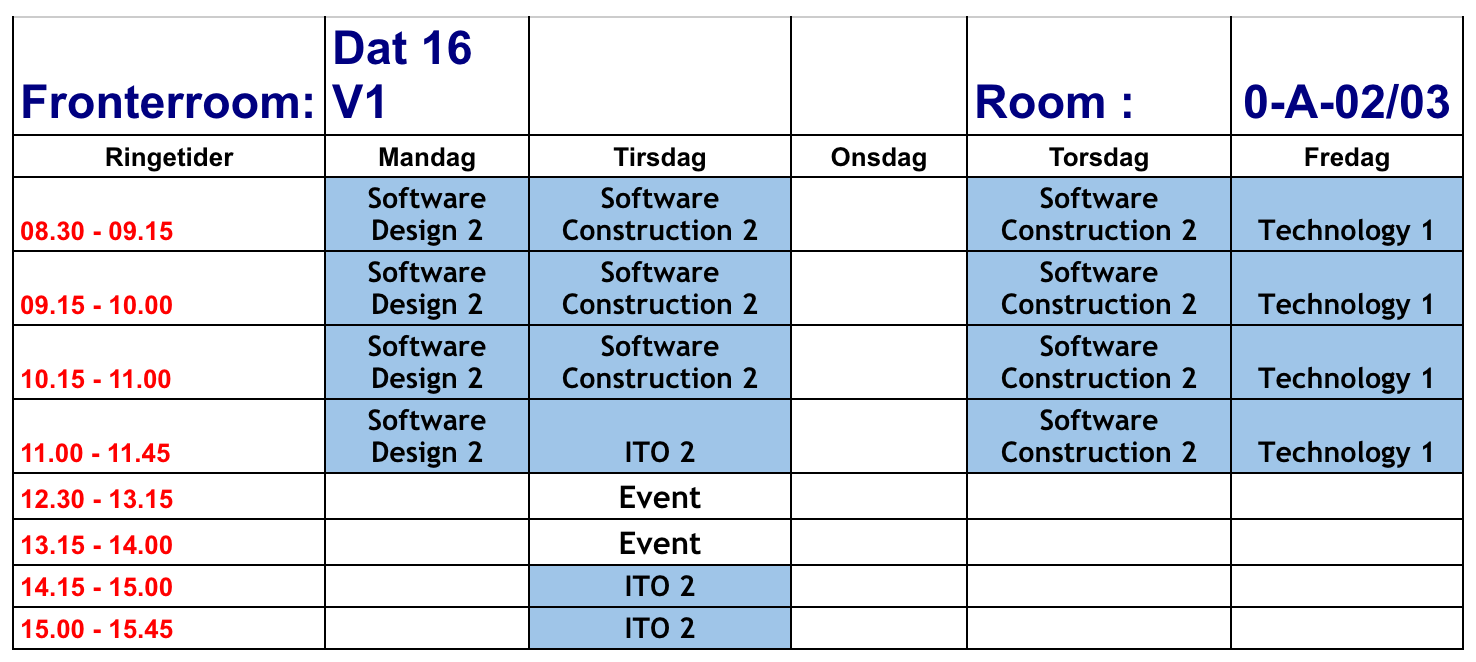 Fronterroom: Dat 16 V1 Room : 0-A-02/03
Ringetider Mandag Tirsdag Onsdag Torsdag Fredag
08.30 - 09.15 Software Design 2 Software Construction 2 Software Construction 2 Technology 1
09.15 - 10.00 Software Design 2 Software Construction 2 Software Construction 2 Technology 1
10.15 - 11.00 Software Design 2 Software Construction 2 Software Construction 2 Technology 1
11.00 - 11.45 Software Design 2 ITO 2 Software Construction 2 Technology 1
12.30 - 13.15 Event
13.15 - 14.00 Event
14.15 - 15.00 ITO 2
15.00 - 15.45 ITO 2